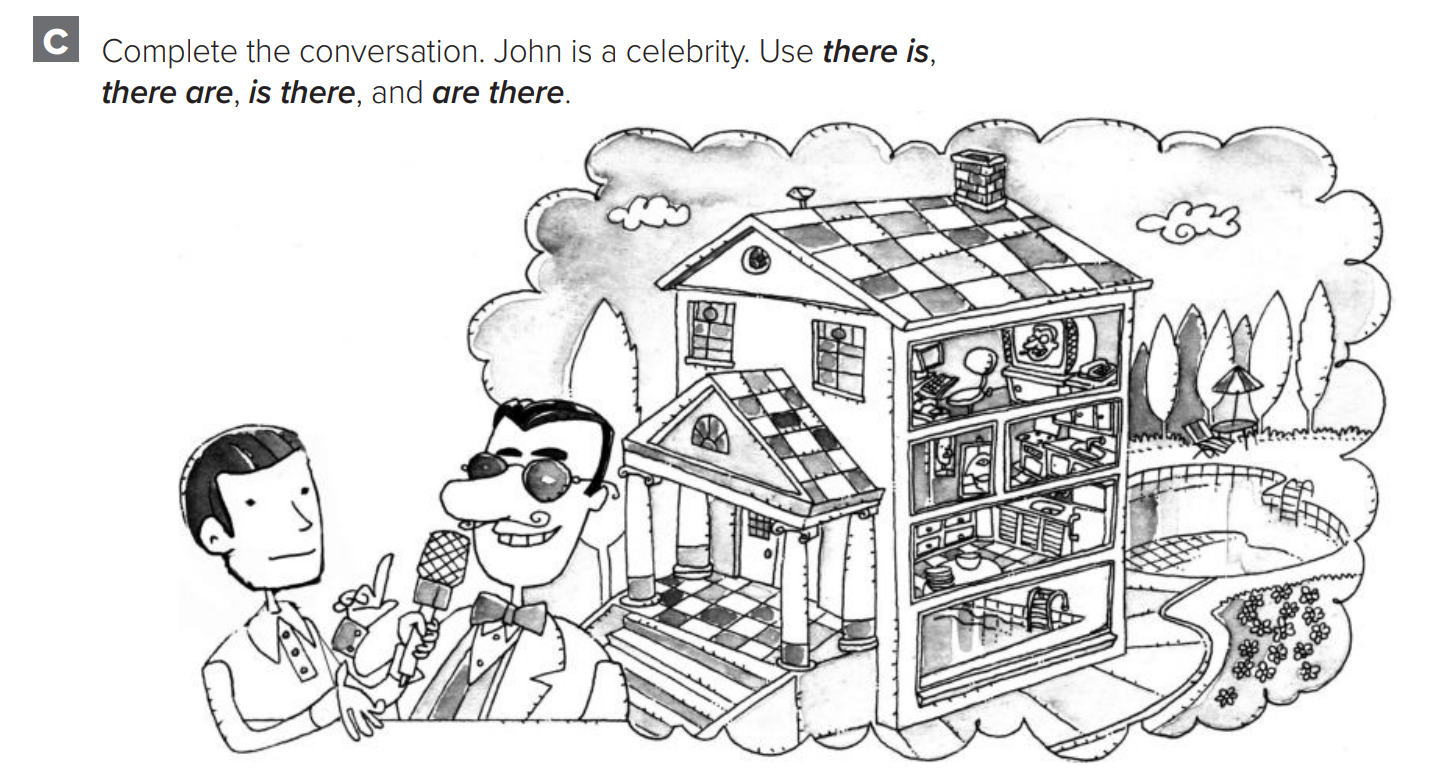 C
Complete the conversation. John is a celebrity. Use there is,
there are, is there, and are there.